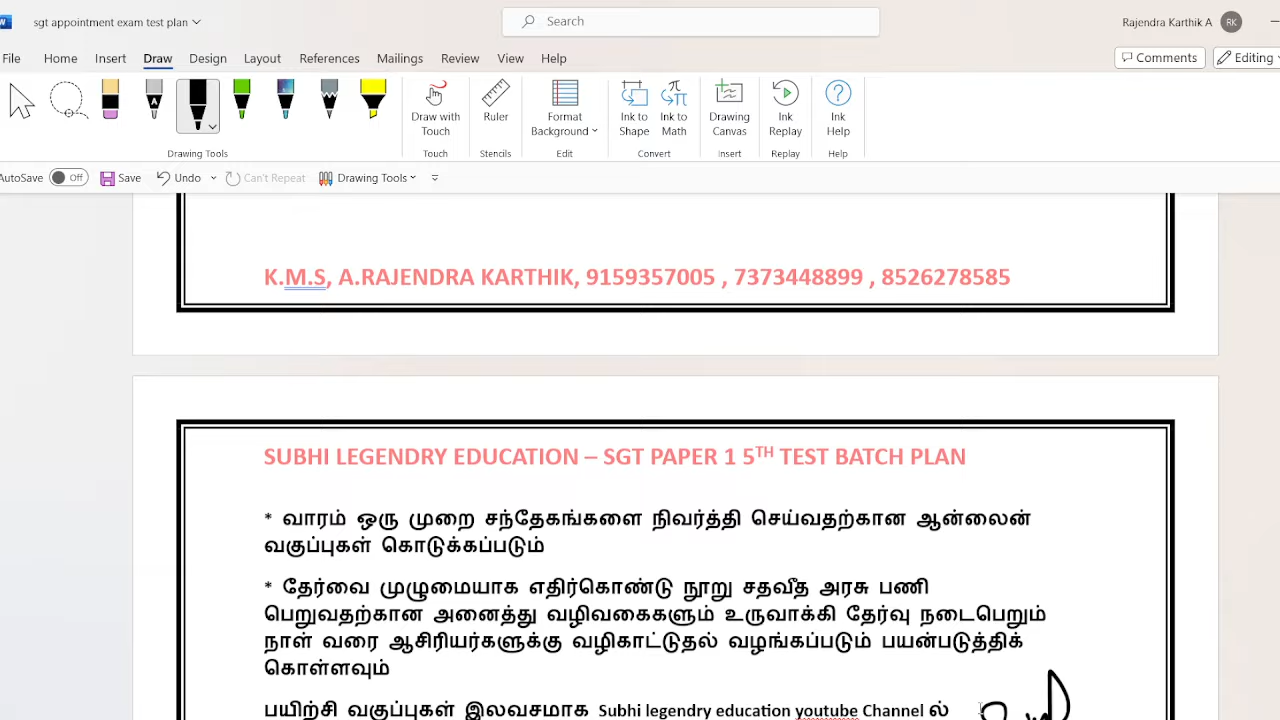 sgt appointment exam test plan
Search
Rajendra Karthik A RK
File Home Insert Draw Design Layout References Mailings Review View Help
Comments Editing
Draw with Touch
Ruler
Format Background
Ink to Shape
Ink to Math
Drawing Canvas
Ink Replay
Ink Help
Drawing Tools Touch Stencils Edit Convert Insert Replay Help
AutoSave Off Save Undo Can't Repeat Drawing Tools
K.M.S, A.RAJENDRA KARTHIK, 9159357005 , 7373448899 , 8526278585
SUBHI LEGENDRY EDUCATION – SGT PAPER 1 5TH TEST BATCH PLAN
* வாரம் ஒரு முறை சந்தேகங்களை நிவர்த்தி செய்வதற்கான ஆன்லைன்
வகுப்புகள் கொடுக்கப்படும்
* தேர்வை முழுமையாக எதிர்கொண்டு நூறு சதவீத அரசு பணி
பெறுவதற்கான அனைத்து வழிவகைகளும் உருவாக்கி தேர்வு நடைபெறும்
நாள் வரை ஆசிரியர்களுக்கு வழிகாட்டுதல் வழங்கப்படும் பயன்படுத்திக்
கொள்ளவும்
பயிற்சி வகுப்புகள் இலவசமாக Subhi legendry education youtube Channel ல்